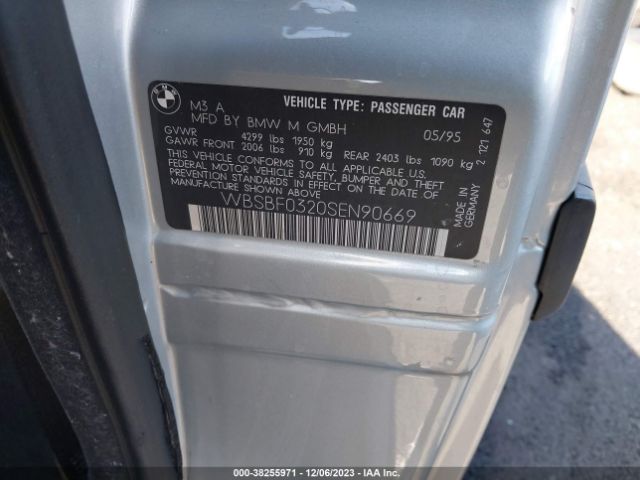 BMW
M3 A
VEHICLE TYPE: PASSENGER CAR
MFD BY BMW M GMBH 05/95
GVWR 4299 lbs 1950 kg
GAWR FRONT 2006 lbs 910 kg REAR 2403 lbs 1090 kg
THIS VEHICLE CONFORMS TO ALL APPLICABLE U.S.
FEDERAL MOTOR VEHICLE SAFETY, BUMPER AND THEFT
PREVENTION STANDARDS IN EFFECT ON THE DATE OF
MANUFACTURE SHOWN ABOVE
WBSBF0320SEN90669
MADE IN
GERMANY
2 121 647
000-38255971 | 12/06/2023 | IAA Inc.